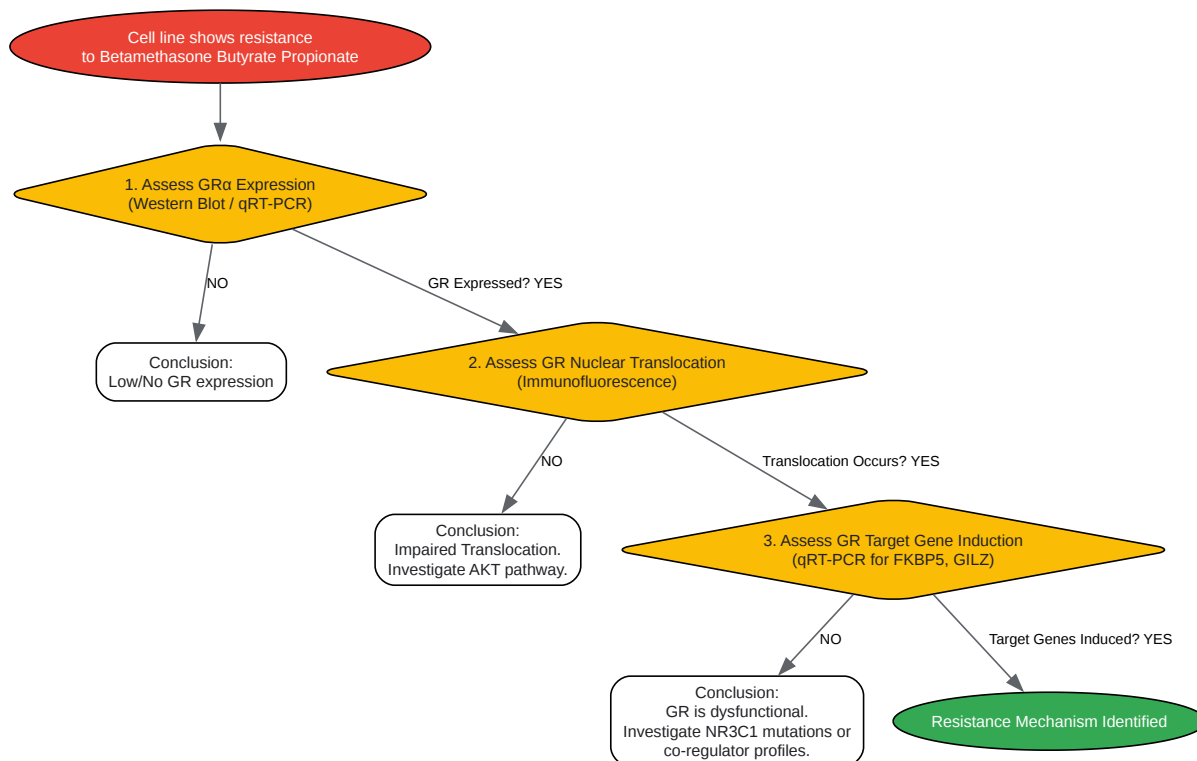 Cell line shows resistance
to Betamethasone Butyrate Propionate
1. Assess GRα Expression
(Western Blot / qRT-PCR)
NO
GR Expressed? YES
Conclusion:
Low/No GR expression
2. Assess GR Nuclear Translocation
(Immunofluorescence)
NO
Translocation Occurs? YES
Conclusion:
Impaired Translocation.
Investigate AKT pathway.
3. Assess GR Target Gene Induction
(qRT-PCR for FKBP5, GILZ)
NO
Target Genes Induced? YES
Conclusion:
GR is dysfunctional.
Investigate NR3C1 mutations or
co-regulator profiles.
Resistance Mechanism Identified